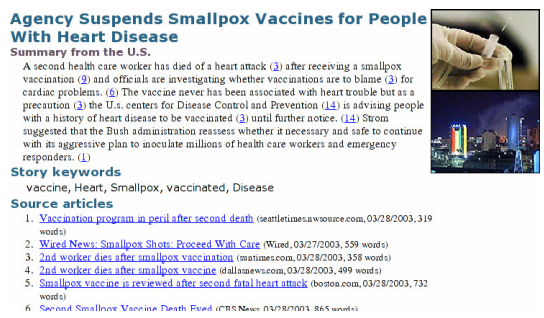 Agency Suspends Smallpox Vaccines for People
With Heart Disease
Summary from the U.S.
A second health care worker has died of a heart attack (3) after receiving a smallpox
vaccination (9) and officials are investigating whether vaccinations are to blame (3) for
cardiac problems. (6) The vaccine never has been associated with heart trouble but as a
precaution (3) the U.s. centers for Disease Control and Prevention (14) is advising people
with a history of heart disease to be vaccinated (3) until further notice. (14) Strom
suggested that the Bush administration reassess whether it necessary and safe to continue
with its aggressive plan to inoculate millions of health care workers and emergency
responders. (1)
Story keywords
vaccine, Heart, Smallpox, vaccinated, Disease
Source articles
1. Vaccination program in peril after second death (seattletimes.nwsource.com, 03/28/2003, 319
words)
2. Wired News: Smallpox Shots: Proceed With Care (Wired, 03/27/2003, 559 words)
3. 2nd worker dies after smallpox vaccination (suntimes.com, 03/28/2003, 358 words)
4. 2nd worker dies after smallpox vaccine (dallasnews.com, 03/28/2003, 499 words)
5. Smallpox vaccine is reviewed after second fatal heart attack (boston.com, 03/28/2003, 732
words)
6. Second Smallpox Vaccine Death Eyed (CBS News, 03/28/2003, 865 words)